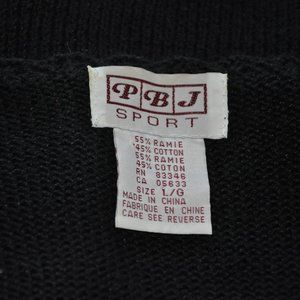 PBJ
SPORT
55% RAMIE
45% COTTON
55% RAMIE
45% COTON
RN 83346
CA 05633
SIZE L/G
MADE IN CHINA
FABRIQUE EN CHINE
CARE SEE REVERSE